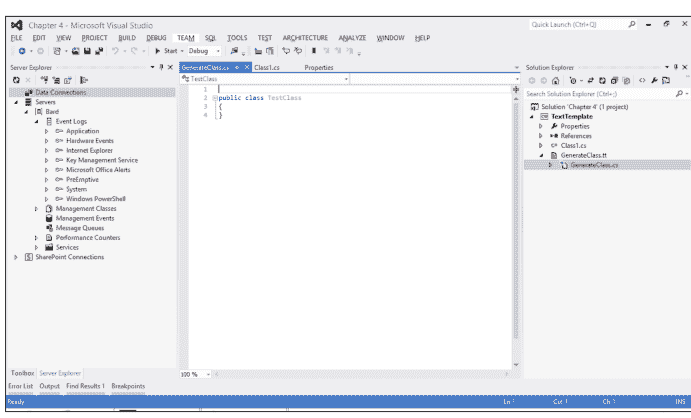 Chapter 4 - Microsoft Visual Studio
Quick Launch (Ctrl+Q)
FILE EDIT VIEW PROJECT BUILD DEBUG TEAM SQL TOOLS TEST ARCHITECTURE ANALYZE WINDOW HELP
Start Debug
Server Explorer
Data Connections
Servers
Bard
Event Logs
Application
Hardware Events
Internet Explorer
Key Management Service
Microsoft Office Alerts
PreEmptive
System
Windows PowerShell
Management Classes
Management Events
Message Queues
Performance Counters
Services
SharePoint Connections
Toolbox Server Explorer
GenerateClass.cs Class1.cs Properties
TestClass
1
2 public class TestClass
3 {
4 }
100 %
Solution Explorer
Search Solution Explorer (Ctrl+;)
Solution 'Chapter 4' (1 project)
TextTemplate
Properties
References
Class1.cs
GenerateClass.tt
GenerateClass.cs
Error List Output Find Results 1 Breakpoints
Ready Ln 1 Col 1 Ch 1 INS